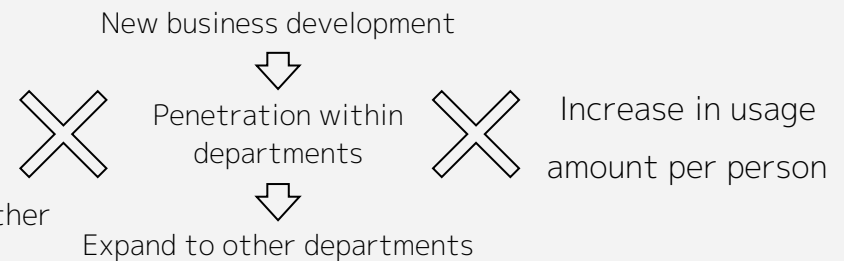 New business development
Penetration within
departments
Increase in usage
amount per person
Expand to other departments